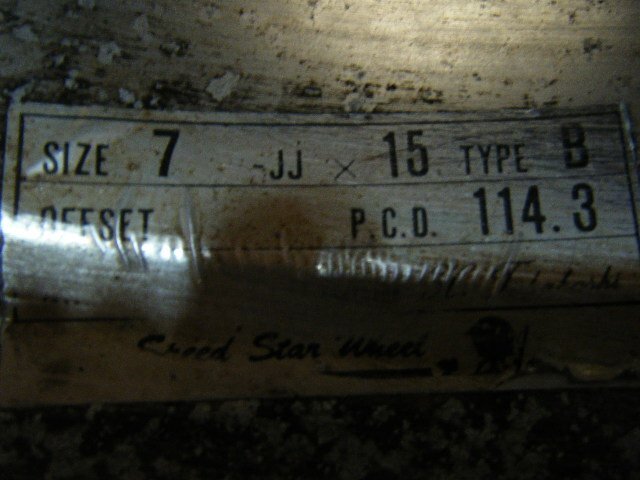 SIZE 7 JJ × 15 TYPE B
OFFSET P.C.D. 114.3
Speed Star Wheel